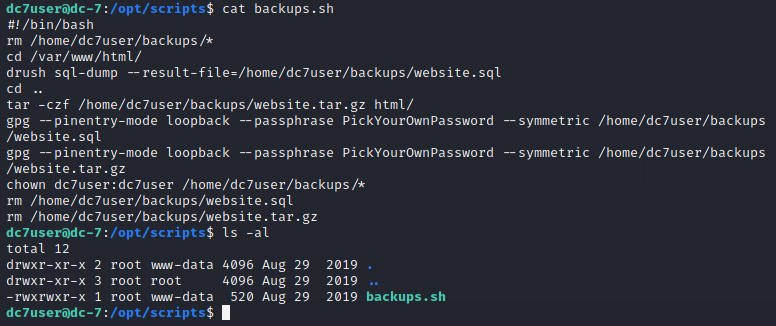 dc7user@dc-7:/opt/scripts$ cat backups.sh
#!/bin/bash
rm /home/dc7user/backups/*
cd /var/www/html/
drush sql-dump --result-file=/home/dc7user/backups/website.sql
cd ..
tar -czf /home/dc7user/backups/website.tar.gz html/
gpg --pinentry-mode loopback --passphrase PickYourOwnPassword --symmetric /home/dc7user/backups
/website.sql
gpg --pinentry-mode loopback --passphrase PickYourOwnPassword --symmetric /home/dc7user/backups
/website.tar.gz
chown dc7user:dc7user /home/dc7user/backups/*
rm /home/dc7user/backups/website.sql
rm /home/dc7user/backups/website.tar.gz
dc7user@dc-7:/opt/scripts$ ls -al
total 12
drwxr-xr-x 2 root www-data 4096 Aug 29  2019 .
drwxr-xr-x 3 root root     4096 Aug 29  2019 ..
-rwxrwxr-x 1 root www-data  520 Aug 29  2019 backups.sh
dc7user@dc-7:/opt/scripts$